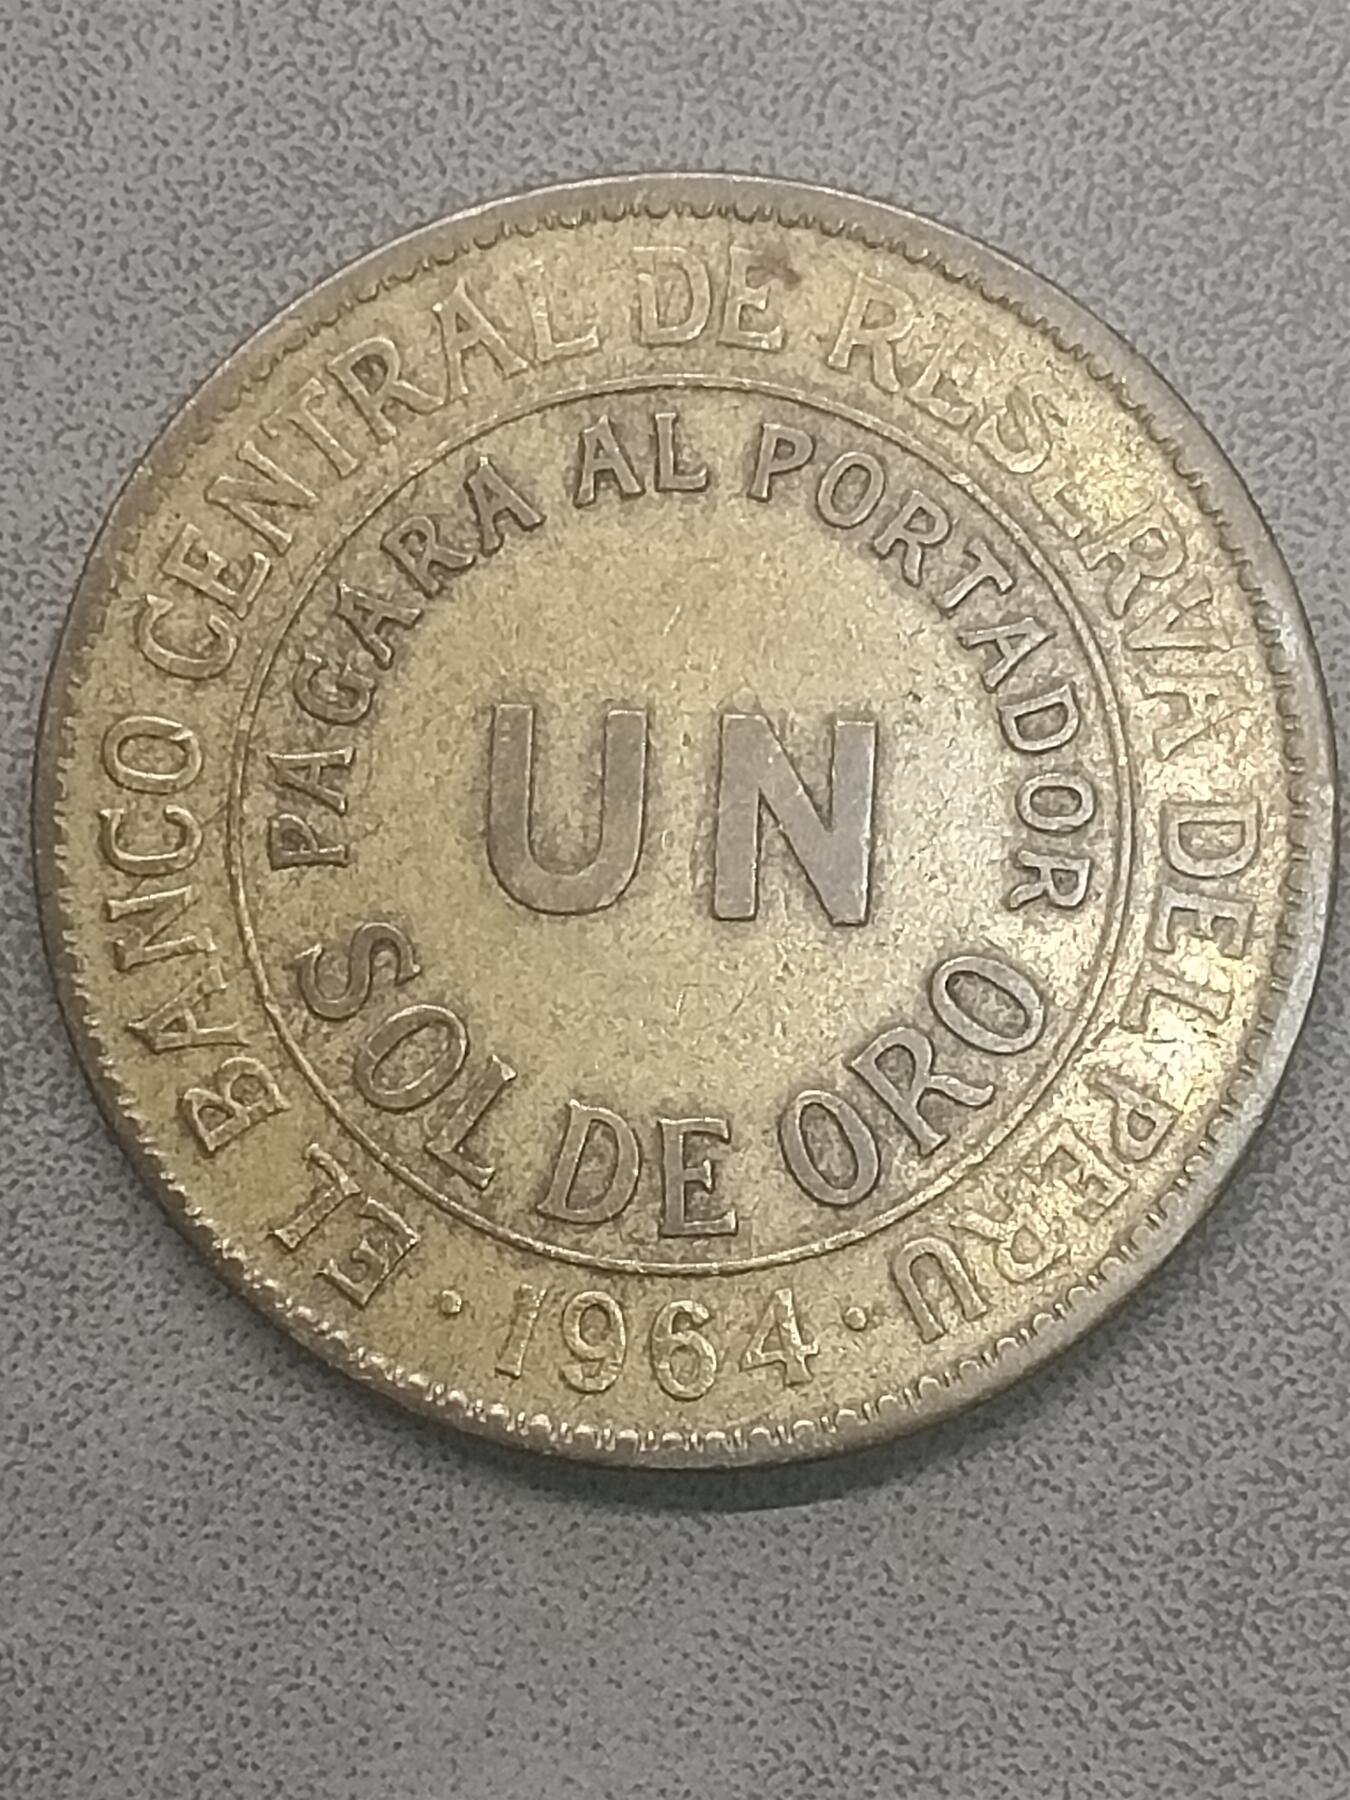 EL BANCO CENTRAL DE RESERVA DEL PERU
PAGARA AL PORTADOR
UN
SOL DE ORO
· 1964 ·